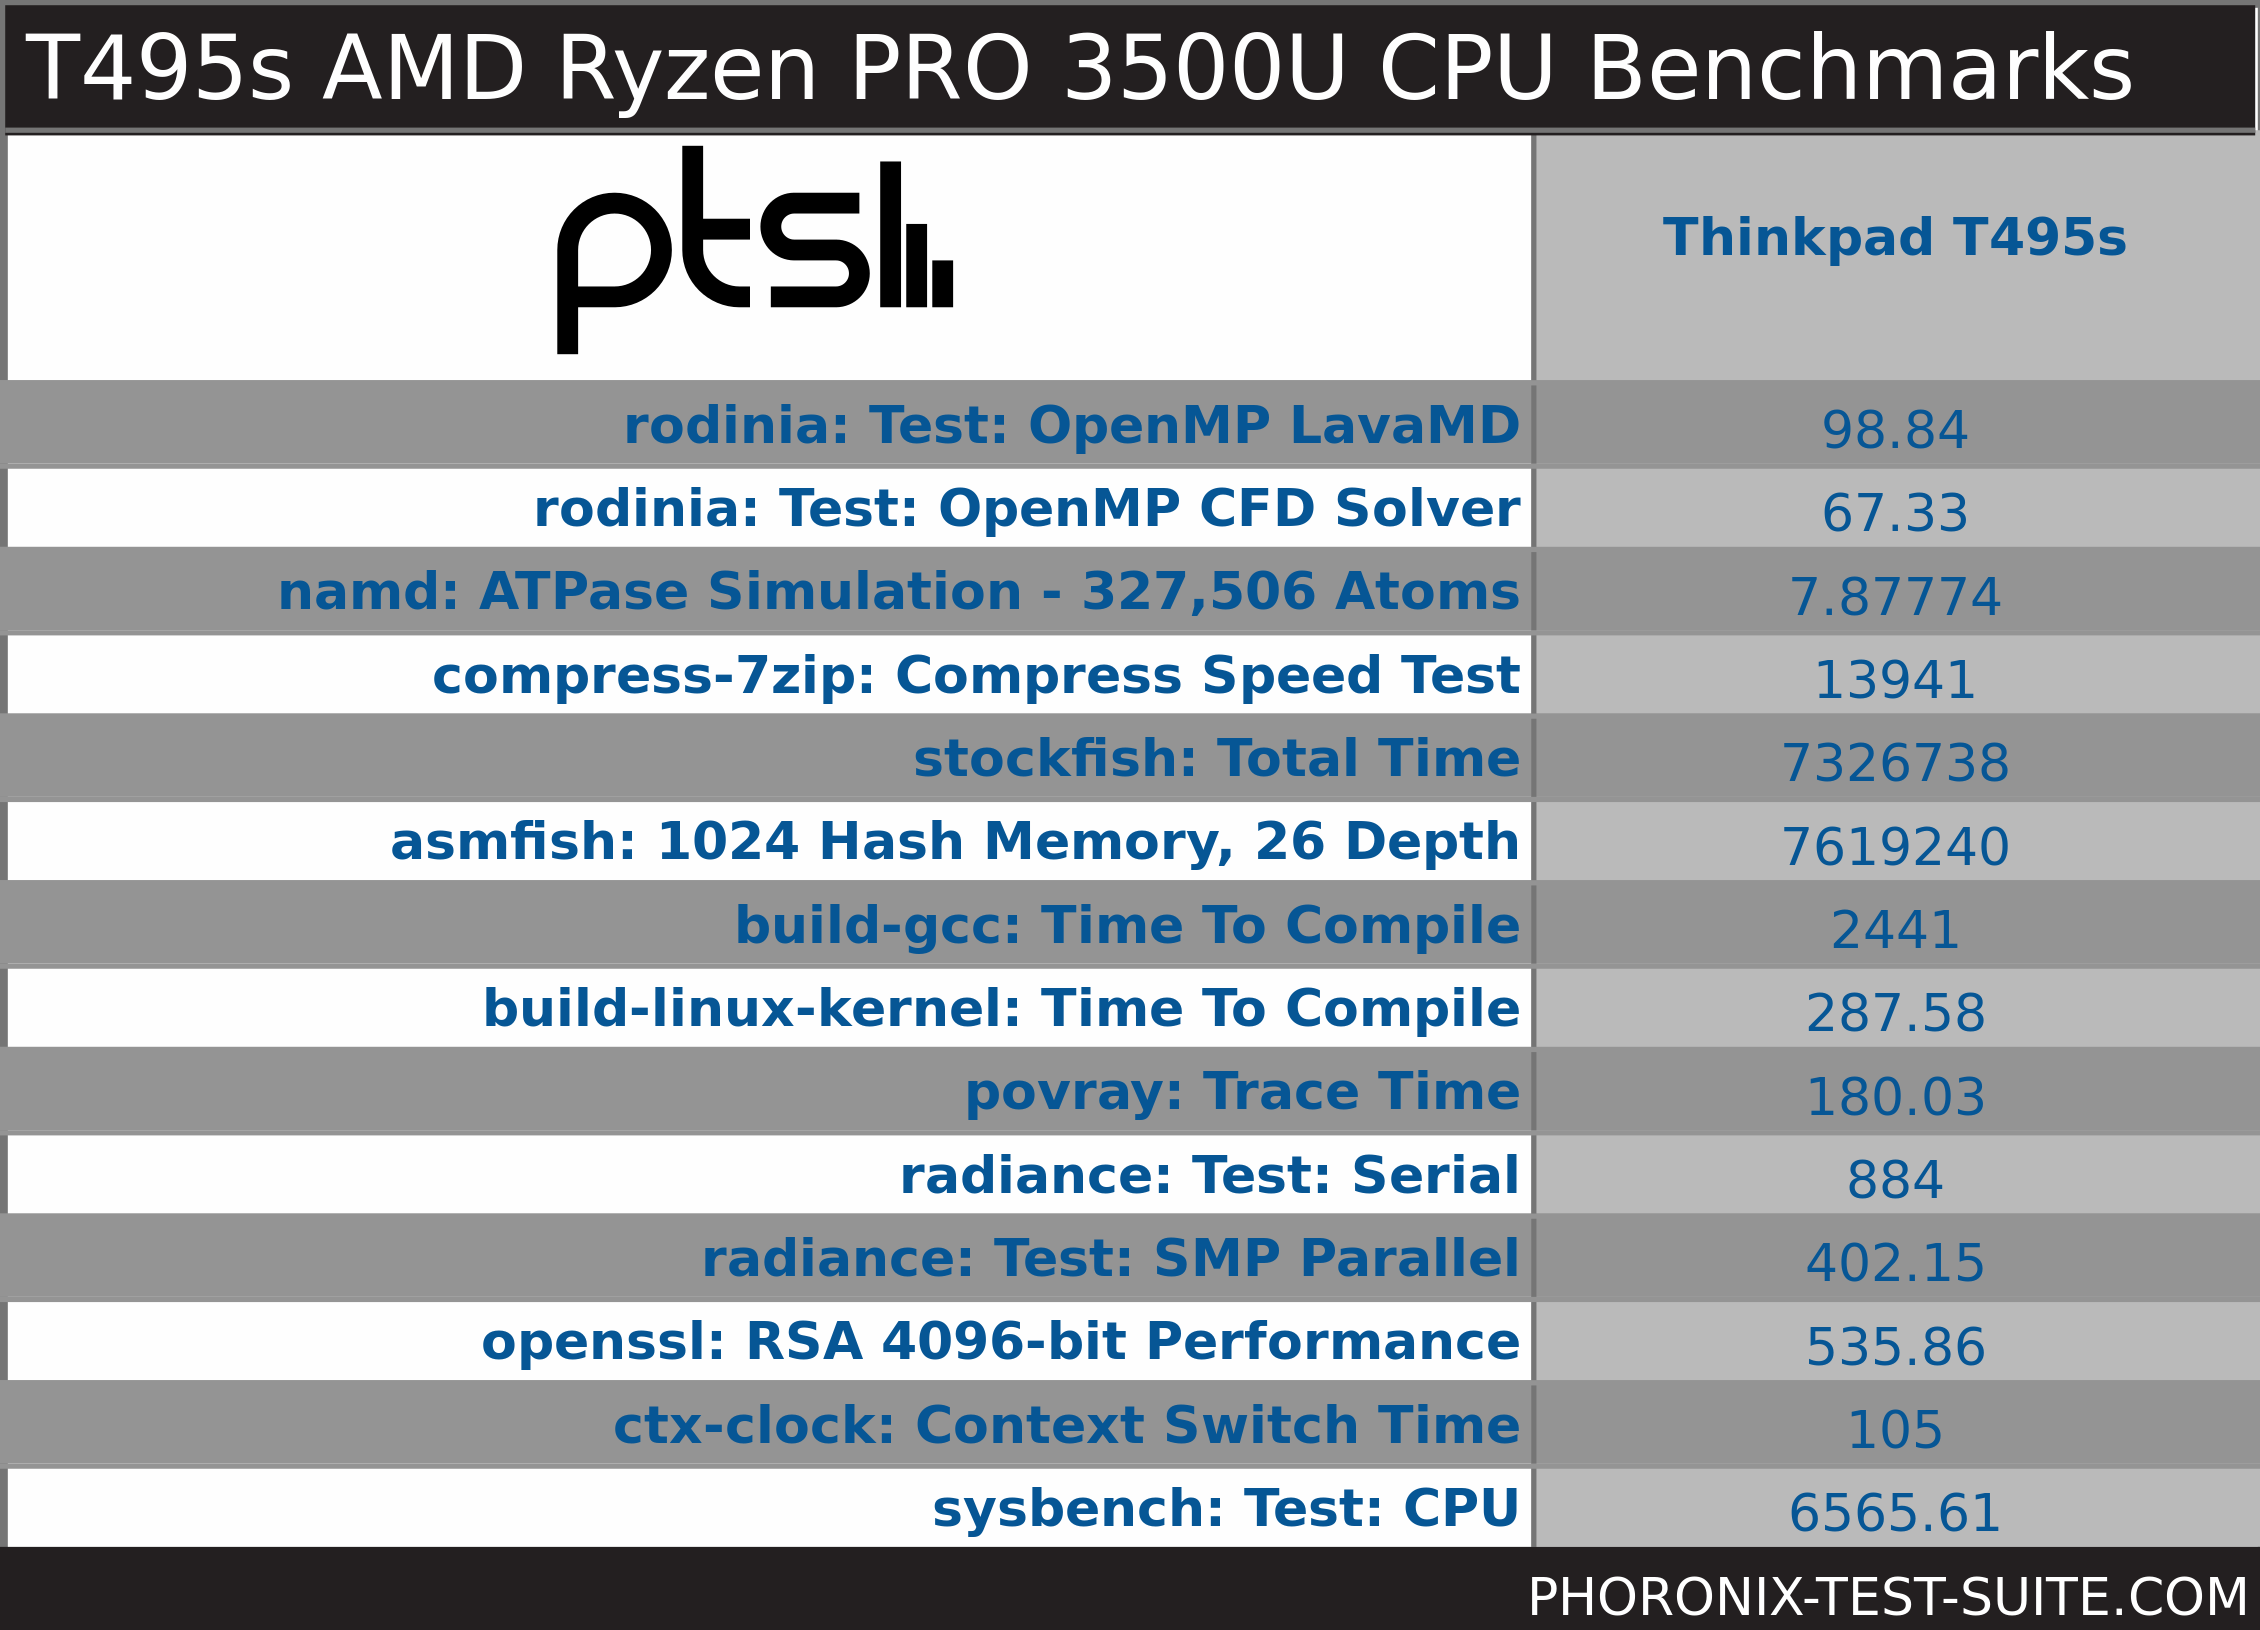 T495s AMD Ryzen PRO 3500U CPU Benchmarks
pts
Thinkpad T495s
rodinia: Test: OpenMP LavaMD 98.84
rodinia: Test: OpenMP CFD Solver 67.33
namd: ATPase Simulation - 327,506 Atoms 7.87774
compress-7zip: Compress Speed Test 13941
stockfish: Total Time 7326738
asmfish: 1024 Hash Memory, 26 Depth 7619240
build-gcc: Time To Compile 2441
build-linux-kernel: Time To Compile 287.58
povray: Trace Time 180.03
radiance: Test: Serial 884
radiance: Test: SMP Parallel 402.15
openssl: RSA 4096-bit Performance 535.86
ctx-clock: Context Switch Time 105
sysbench: Test: CPU 6565.61
PHORONIX-TEST-SUITE.COM